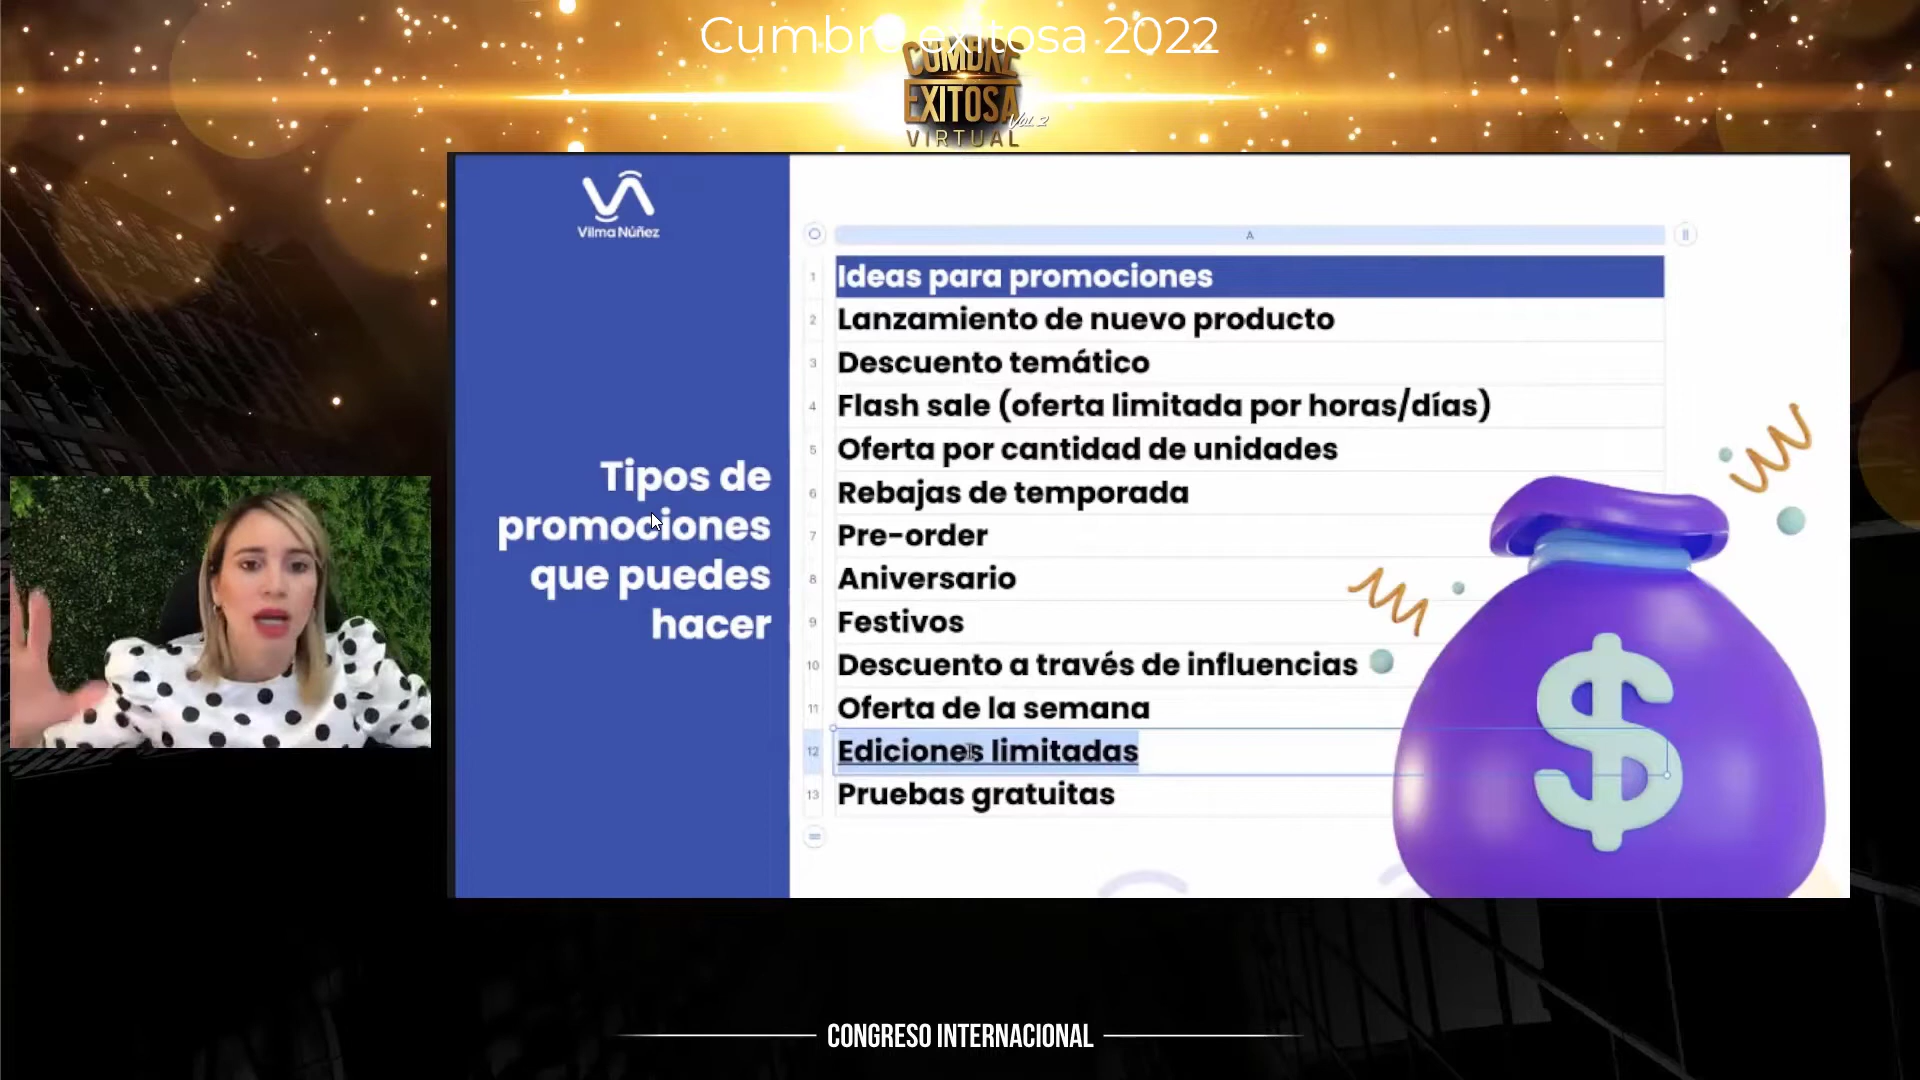 Cumbre exitosa 2022
CUMBRE
EXITOSA
Vol. 2
VIRTUAL
Vilma Núñez
Tipos de
promociones
que puedes
hacer
A
1 Ideas para promociones
2 Lanzamiento de nuevo producto
3 Descuento temático
4 Flash sale (oferta limitada por horas/días)
5 Oferta por cantidad de unidades
6 Rebajas de temporada
7 Pre-order
8 Aniversario
9 Festivos
10 Descuento a través de influencias
11 Oferta de la semana
12 Ediciones limitadas
13 Pruebas gratuitas
$
CONGRESO INTERNACIONAL